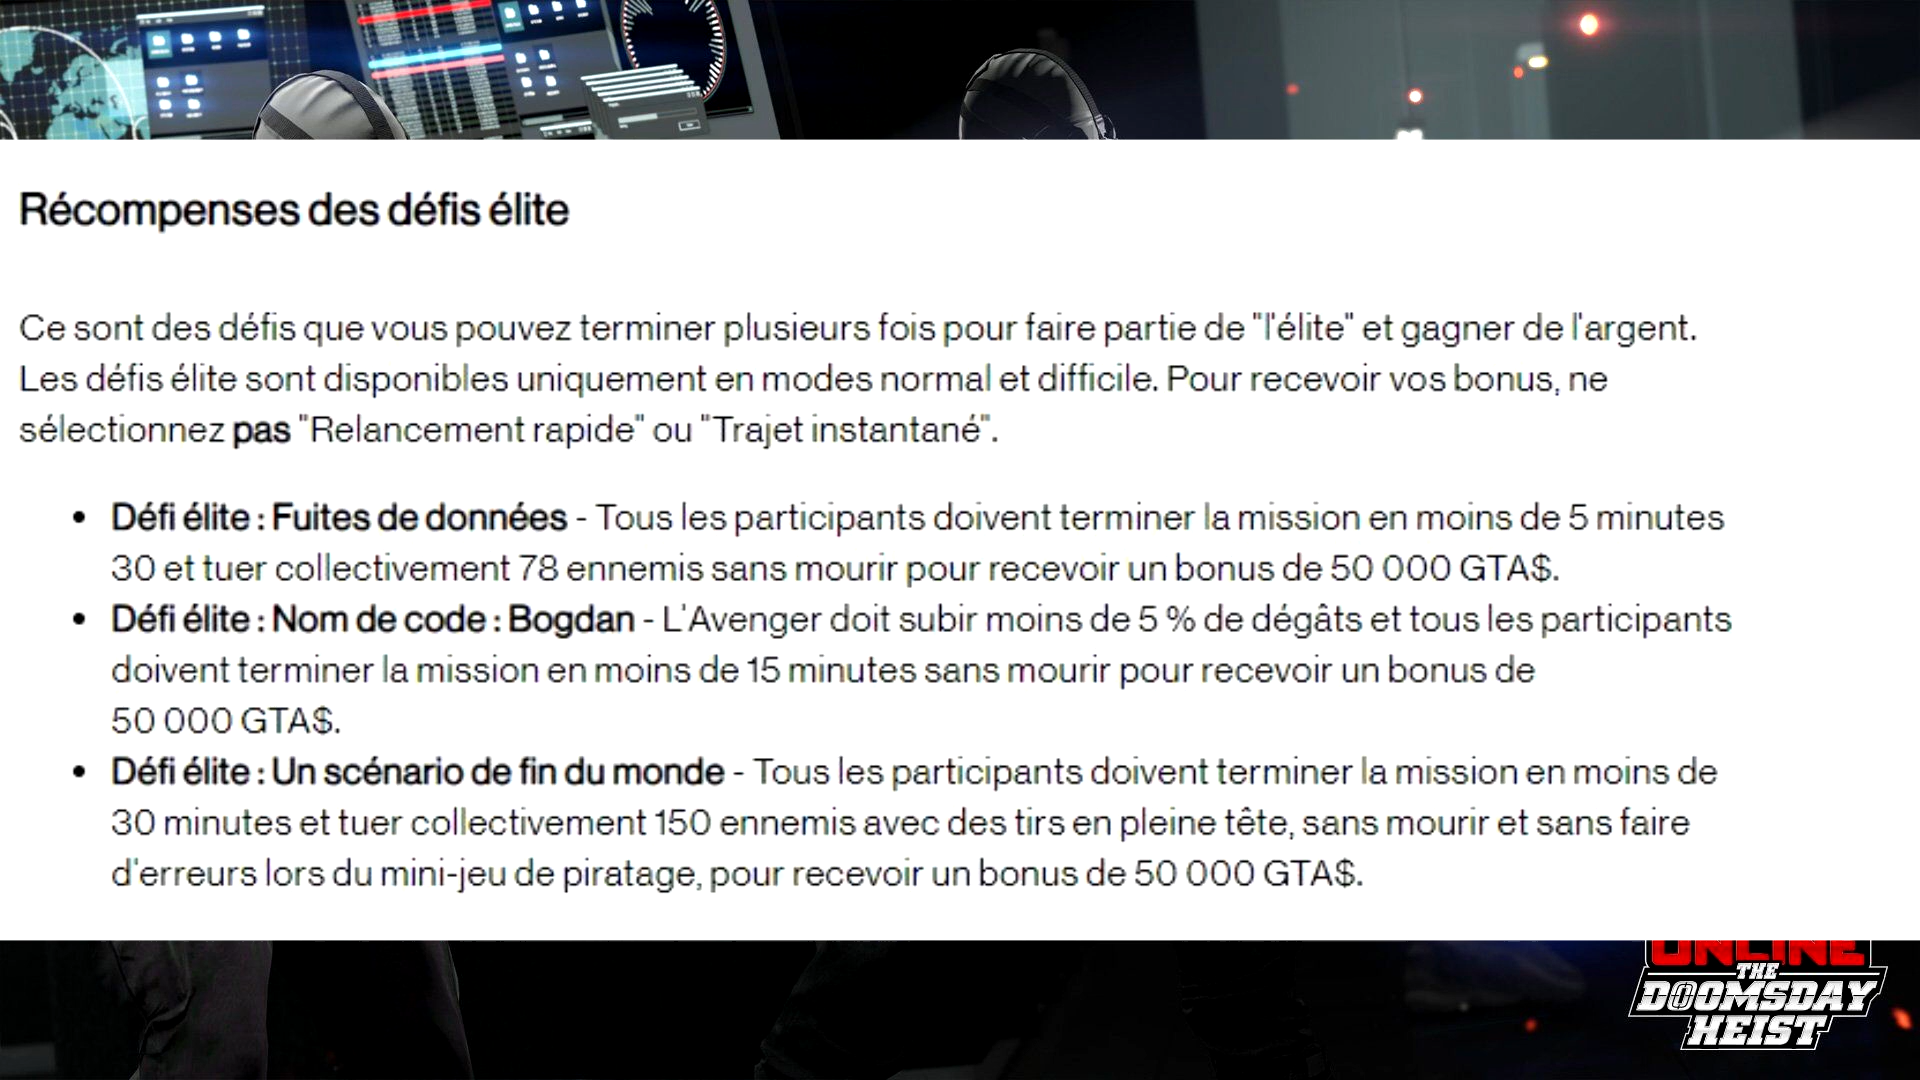 Récompenses des défis élite
Ce sont des défis que vous pouvez terminer plusieurs fois pour faire partie de "l'élite" et gagner de l'argent.
Les défis élite sont disponibles uniquement en modes normal et difficile. Pour recevoir vos bonus, ne
sélectionnez pas "Relancement rapide" ou "Trajet instantané".
• Défi élite : Fuites de données - Tous les participants doivent terminer la mission en moins de 5 minutes
30 et tuer collectivement 78 ennemis sans mourir pour recevoir un bonus de 50 000 GTA$.
• Défi élite : Nom de code : Bogdan - L'Avenger doit subir moins de 5 % de dégâts et tous les participants
doivent terminer la mission en moins de 15 minutes sans mourir pour recevoir un bonus de
50 000 GTA$.
• Défi élite : Un scénario de fin du monde - Tous les participants doivent terminer la mission en moins de
30 minutes et tuer collectivement 150 ennemis avec des tirs en pleine tête, sans mourir et sans faire
d'erreurs lors du mini-jeu de piratage, pour recevoir un bonus de 50 000 GTA$.
ONLINE
THE
DOOMSDAY
HEIST